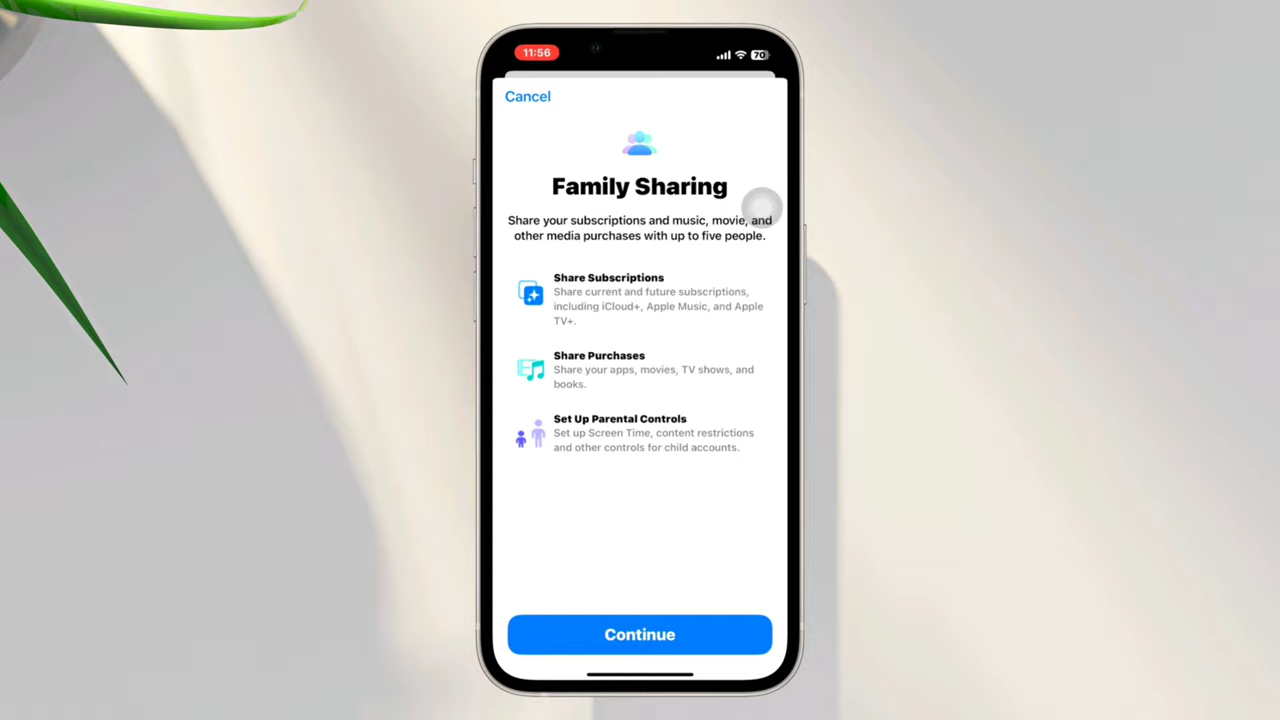 11:56
70
Cancel
Family Sharing
Share your subscriptions and music, movie, and
other media purchases with up to five people.
Share Subscriptions
Share current and future subscriptions,
including iCloud+, Apple Music, and Apple
TV+.
Share Purchases
Share your apps, movies, TV shows, and
books.
Set Up Parental Controls
Set up Screen Time, content restrictions
and other controls for child accounts.
Continue